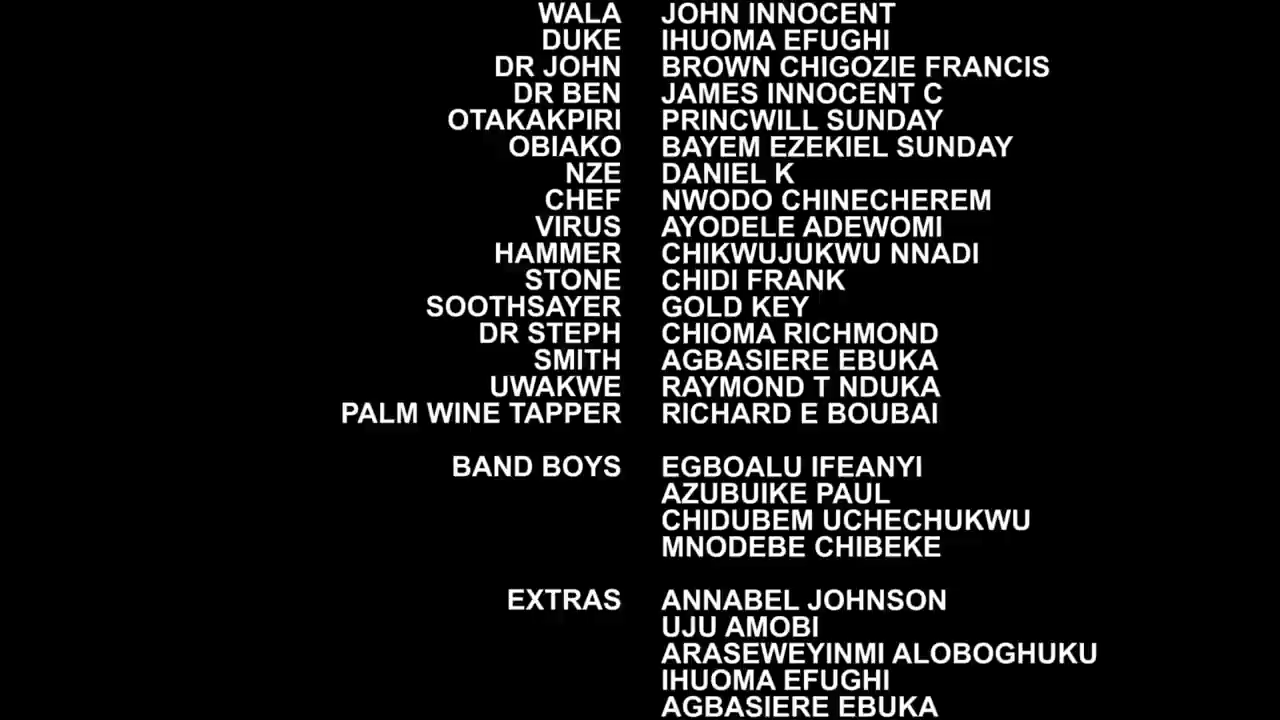 WALA JOHN INNOCENT
DUKE IHUOMA EFUGHI
DR JOHN BROWN CHIGOZIE FRANCIS
DR BEN JAMES INNOCENT C
OTAKAKPIRI PRINCWILL SUNDAY
OBIAKO BAYEM EZEKIEL SUNDAY
NZE DANIEL K
CHEF NWODO CHINECHEREM
VIRUS AYODELE ADEWOMI
HAMMER CHIKWUJUKWU NNADI
STONE CHIDI FRANK
SOOTHSAYER GOLD KEY
DR STEPH CHIOMA RICHMOND
SMITH AGBASIERE EBUKA
UWAKWE RAYMOND T NDUKA
PALM WINE TAPPER RICHARD E BOUBAI
BAND BOYS EGBOALU IFEANYI
AZUBUIKE PAUL
CHIDUBEM UCHECHUKWU
MNODEBE CHIBEKE
EXTRAS ANNABEL JOHNSON
UJU AMOBI
ARASEWEYINMI ALOBOGHUKU
IHUOMA EFUGHI
AGBASIERE EBUKA